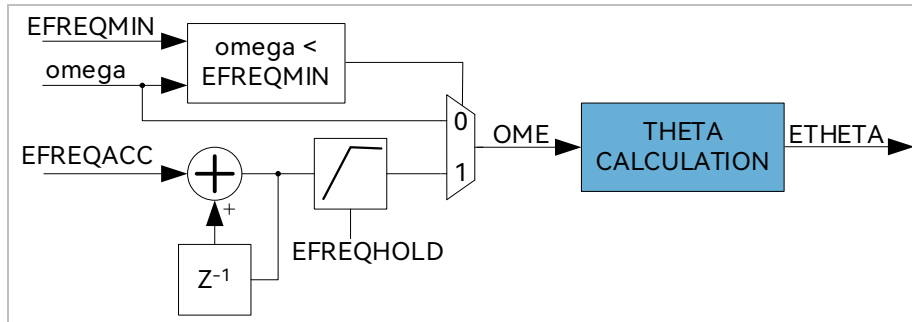 EFREQMIN
omega <
EFREQMIN
omega
0
OME
THETA
CALCULATION
ETHETA
EFREQACC
+
1
+
EFREQHOLD
Z-1